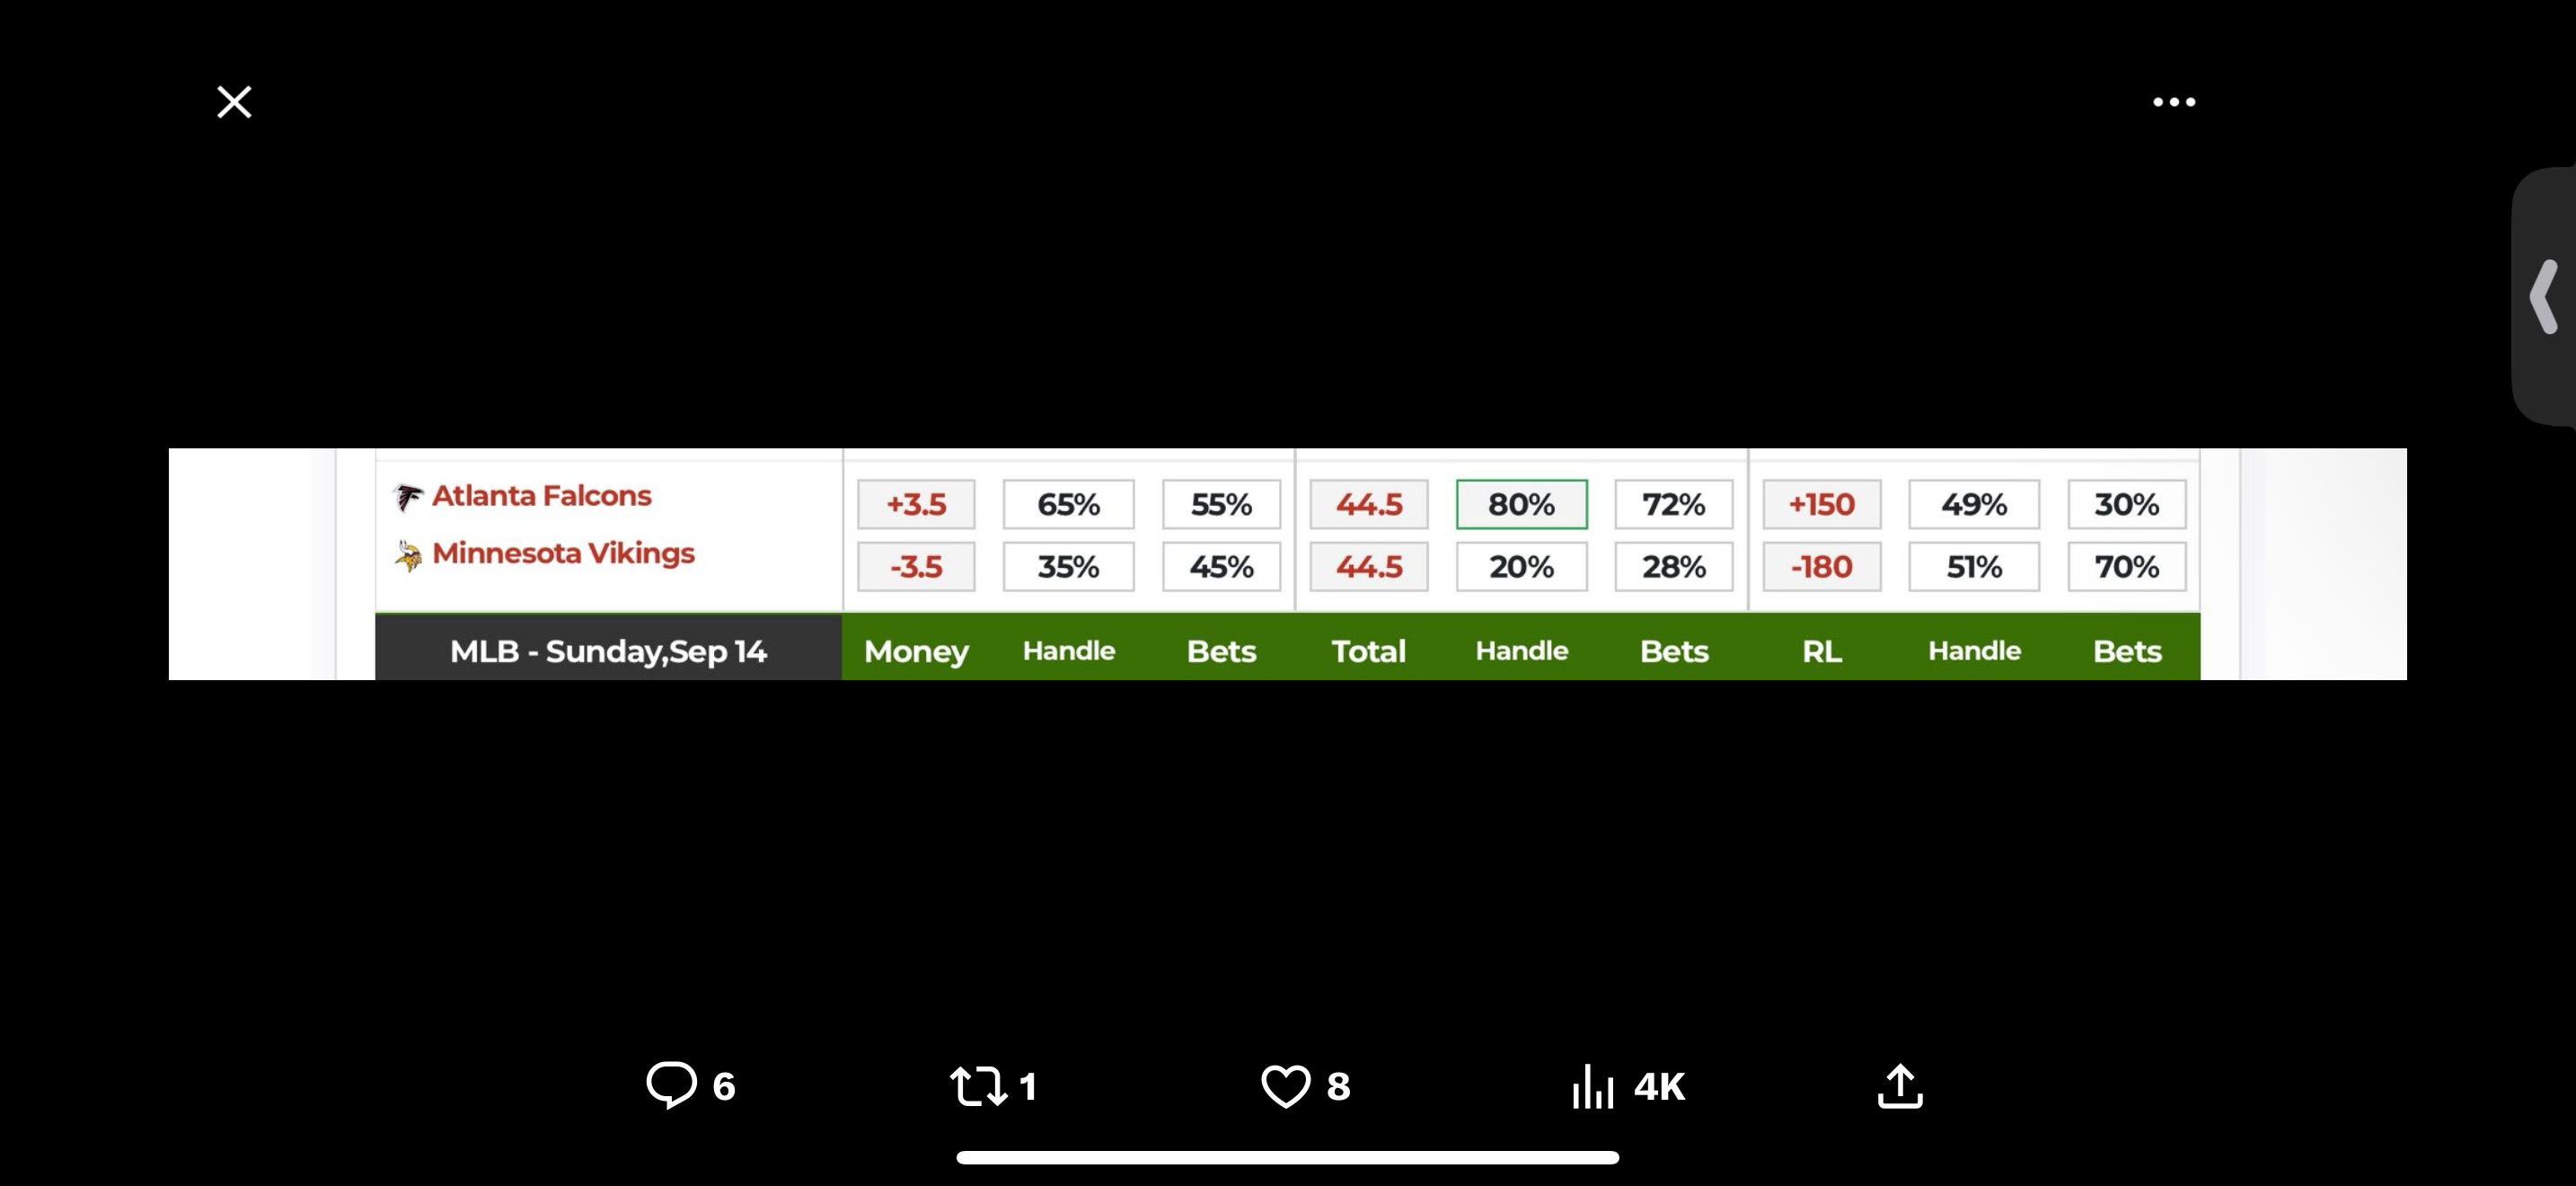 Atlanta Falcons +3.5 65% 55% 44.5 80% 72% +150 49% 30%
Minnesota Vikings -3.5 35% 45% 44.5 20% 28% -180 51% 70%
MLB - Sunday,Sep 14 Money Handle Bets Total Handle Bets RL Handle Bets
6 1 8 4K